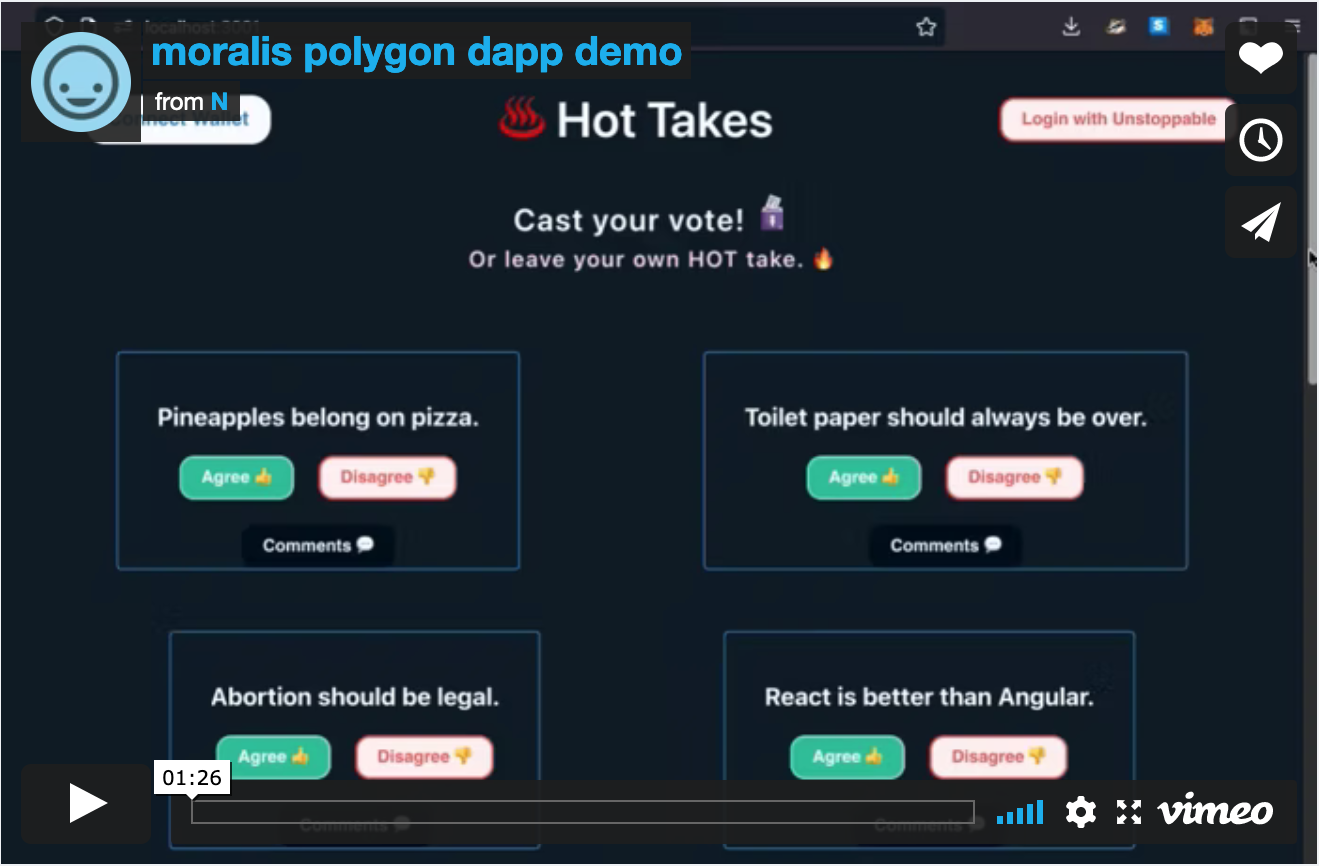 localhost:3001
moralis polygon dapp demo
from N
Connect Wallet
Hot Takes
Login with Unstoppable
Cast your vote!
Or leave your own HOT take.
Pineapples belong on pizza.
Agree 👍 Disagree 👎
Comments 💬
Toilet paper should always be over.
Agree 👍 Disagree 👎
Comments 💬
Abortion should be legal.
Agree 👍 Disagree 👎
Comments
React is better than Angular.
Agree 👍 Disagree 👎
Comments
01:26
vimeo